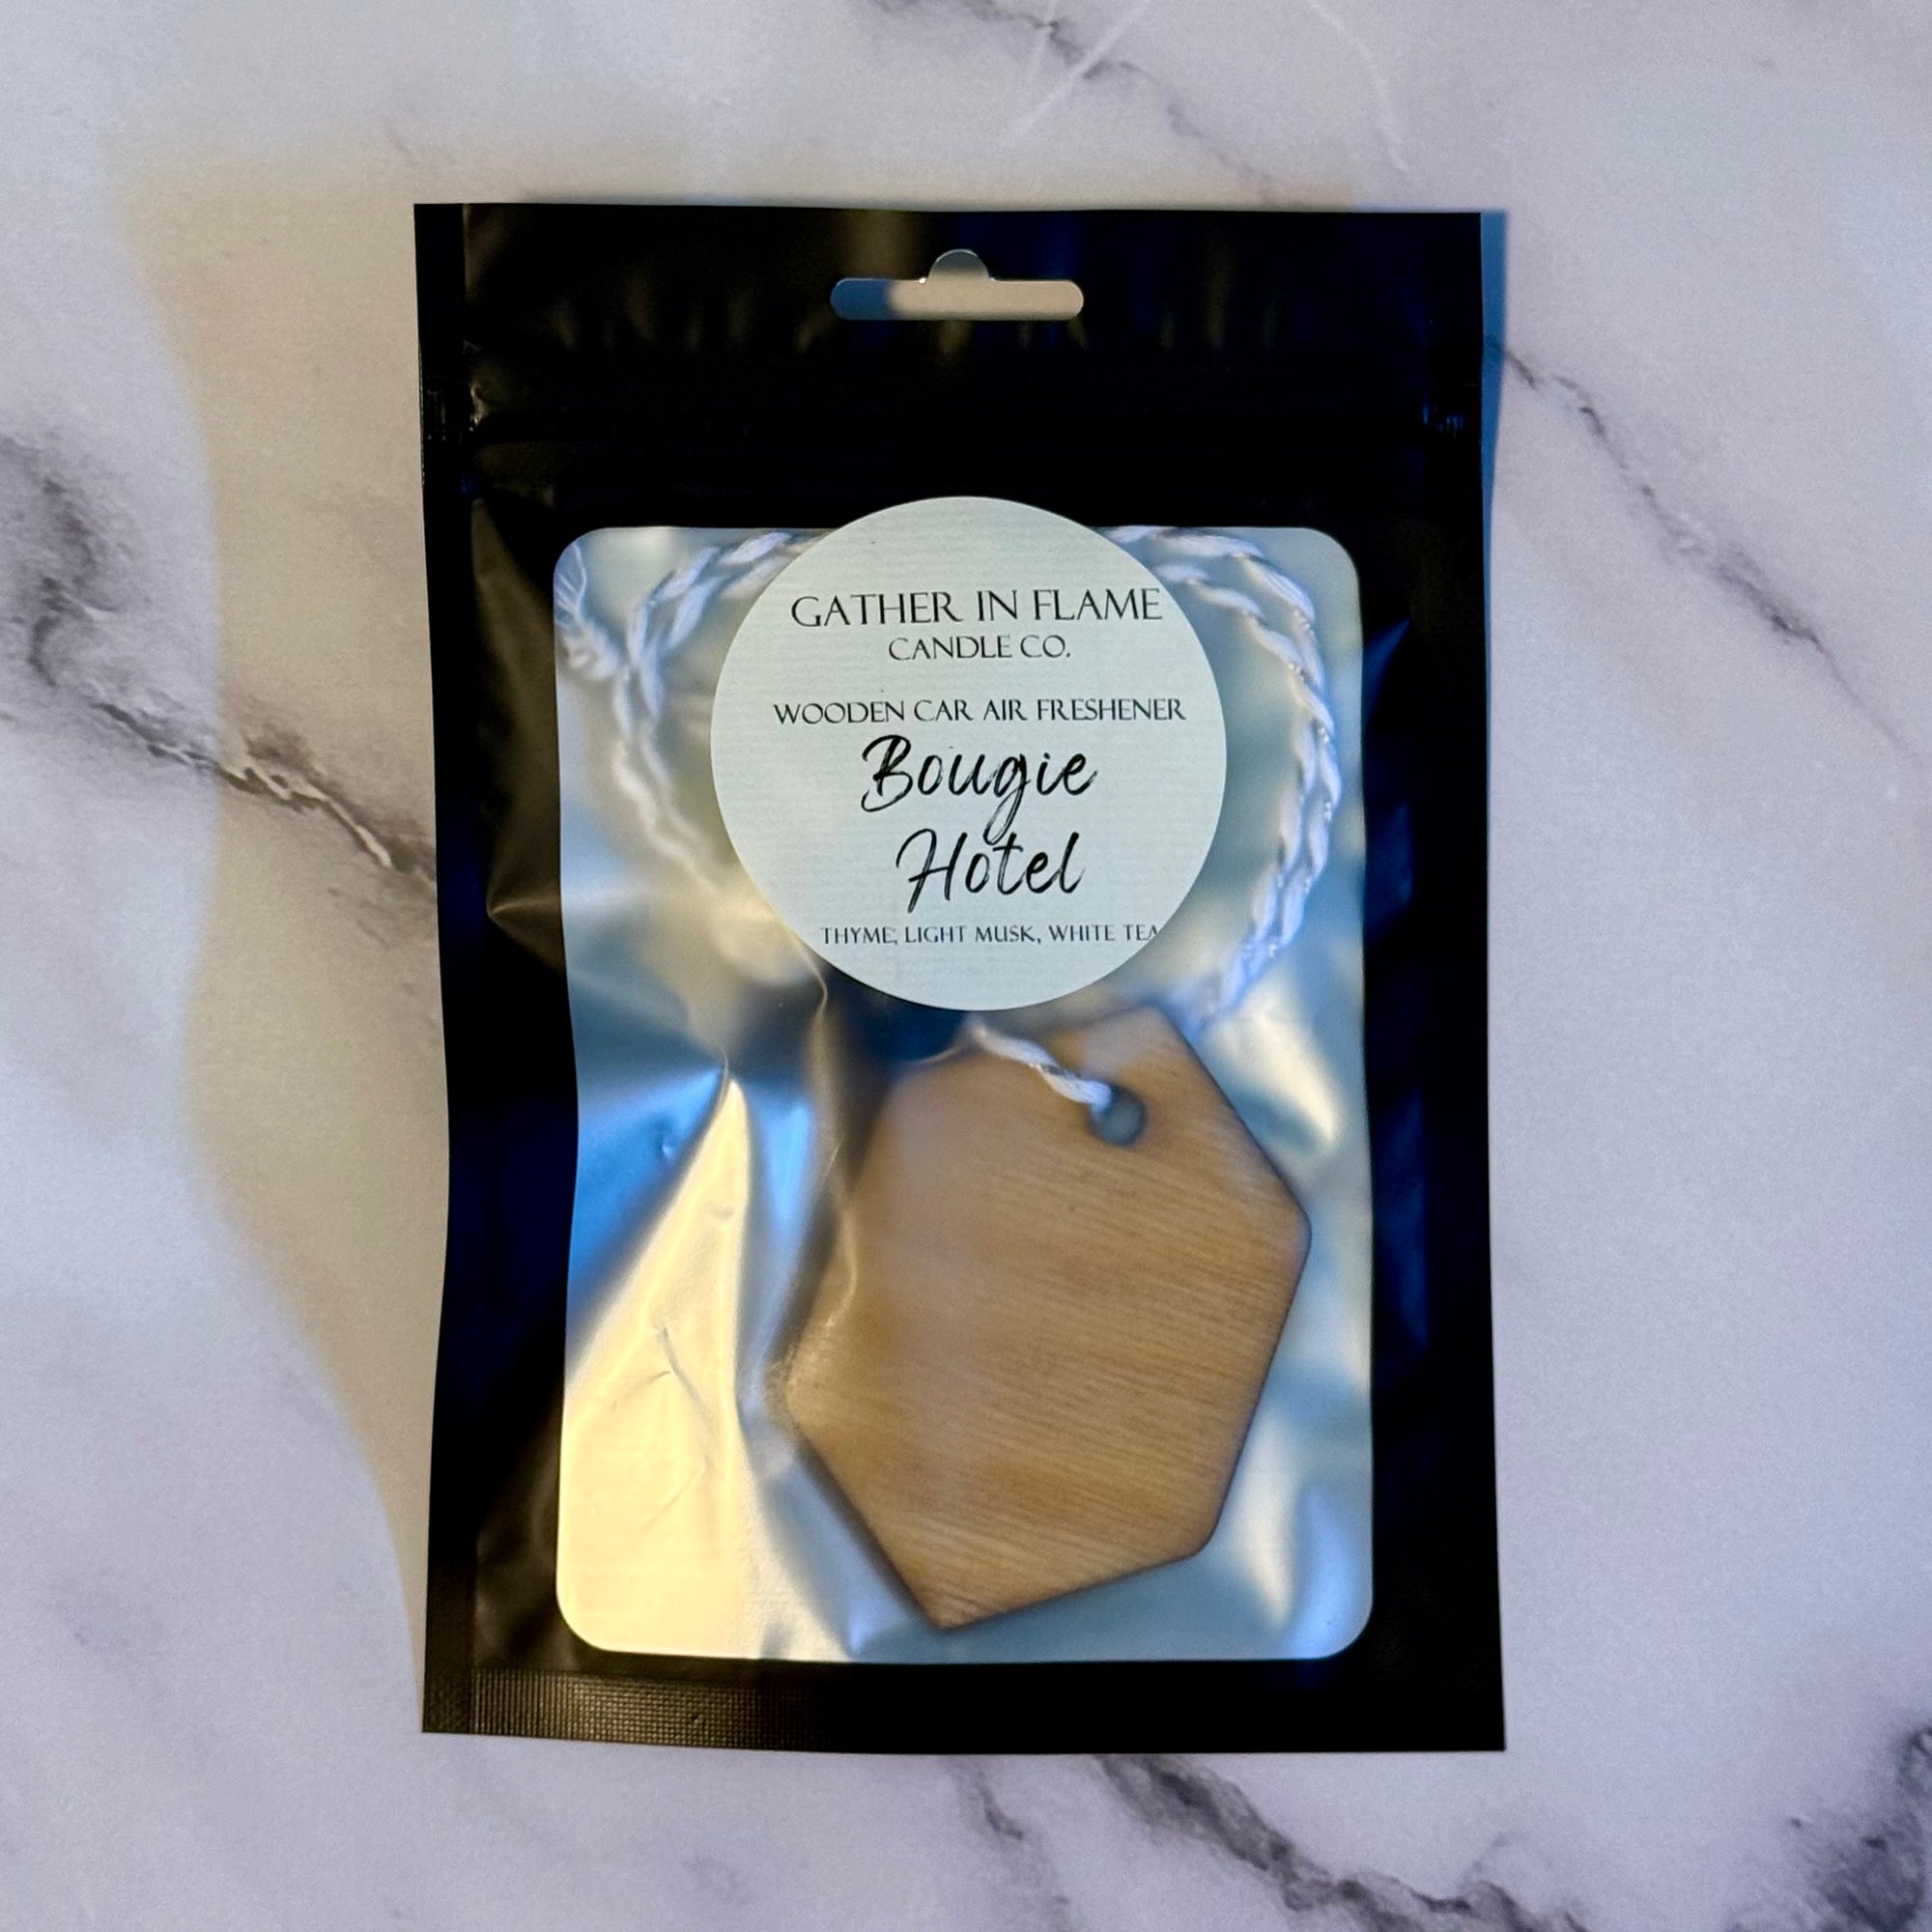 GATHER IN FLAME
CANDLE CO.
WOODEN CAR AIR FRESHENER
Bougie
Hotel
THYME, LIGHT MUSK, WHITE TEA